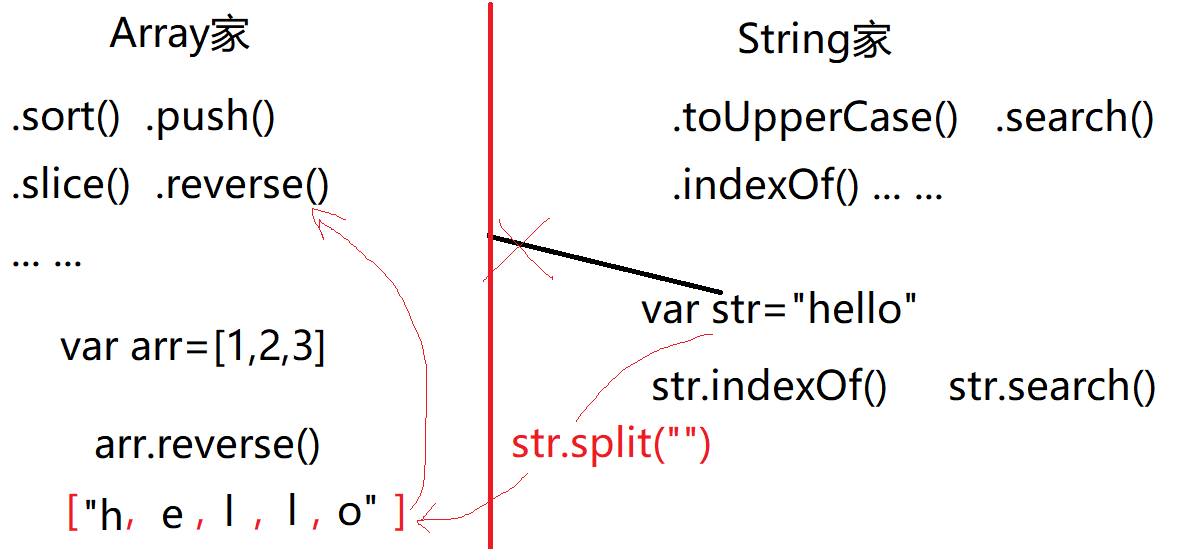 Array家
.sort() .push()
.slice() .reverse()
... ...
var arr=[1,2,3]
arr.reverse()
["h, e , l , l , o" ]
String家
.toUpperCase() .search()
.indexOf() ... ...
var str="hello"
str.indexOf() str.search()
str.split("")